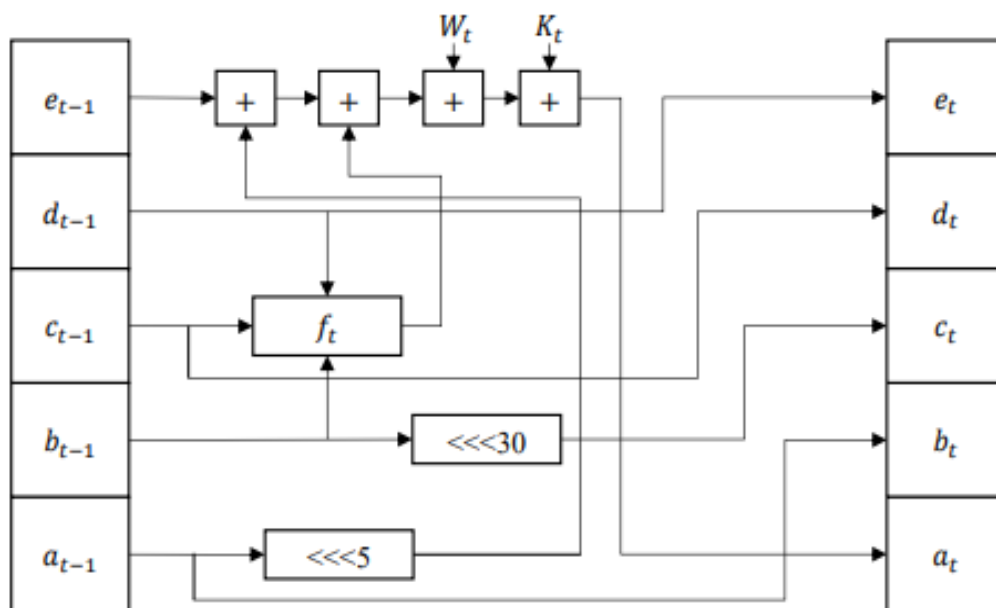 W_t K_t
e_{t−1} + + + + e_t
d_{t−1} d_t
c_{t−1} f_t c_t
b_{t−1} <<<30 b_t
a_{t−1} <<<5 a_t